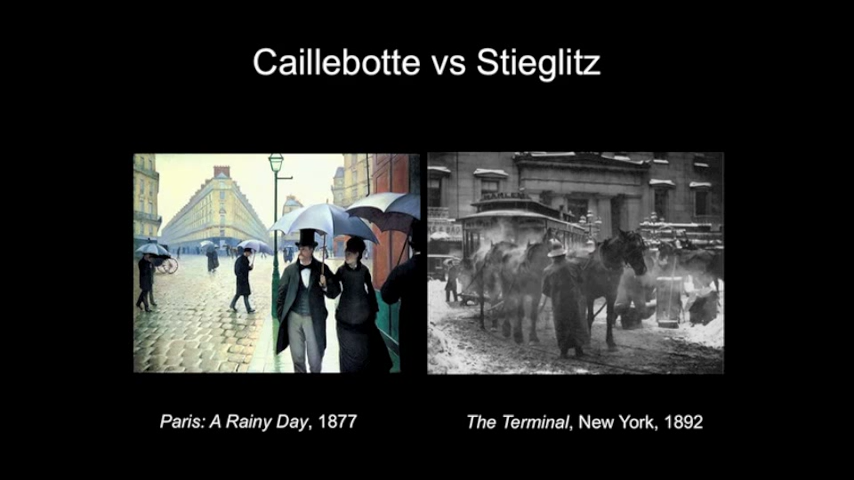 Caillebotte vs Stieglitz
Paris: A Rainy Day, 1877
The Terminal, New York, 1892